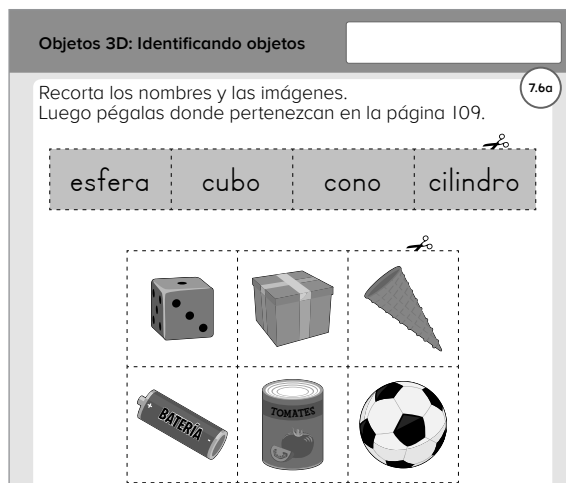 Objetos 3D: Identificando objetos
7.6a
Recorta los nombres y las imágenes.
Luego pégalas donde pertenezcan en la página 109.
esfera cubo cono cilindro
BATERÍA
+ -
TOMATES